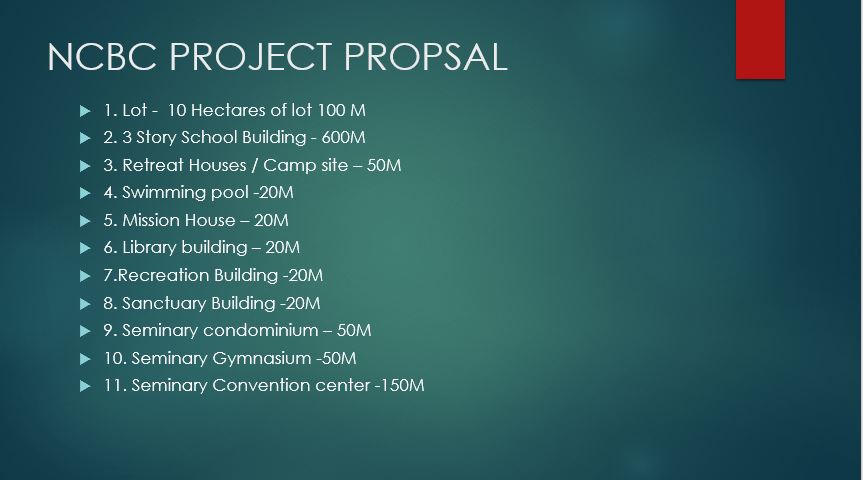 NCBC PROJECT PROPSAL
1. Lot -  10 Hectares of lot 100 M
2. 3 Story School Building - 600M
3. Retreat Houses / Camp site – 50M
4. Swimming pool -20M
5. Mission House – 20M
6. Library building – 20M
7.Recreation Building -20M
8. Sanctuary Building -20M
9. Seminary condominium – 50M
10. Seminary Gymnasium -50M
11. Seminary Convention center -150M